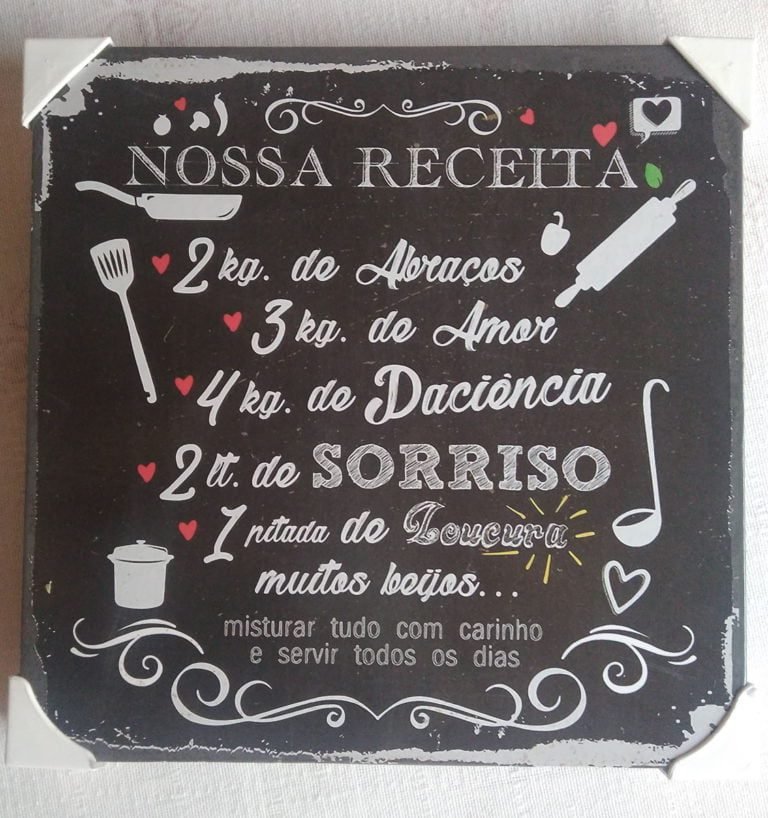 NOSSA RECEITA
2 kg. de Abraços
3 kg. de Amor
4 kg. de Daciência
2 lt. de SORRISO
1 pitada de Loucura
muitos beijos...
misturar tudo com carinho
e servir todos os dias